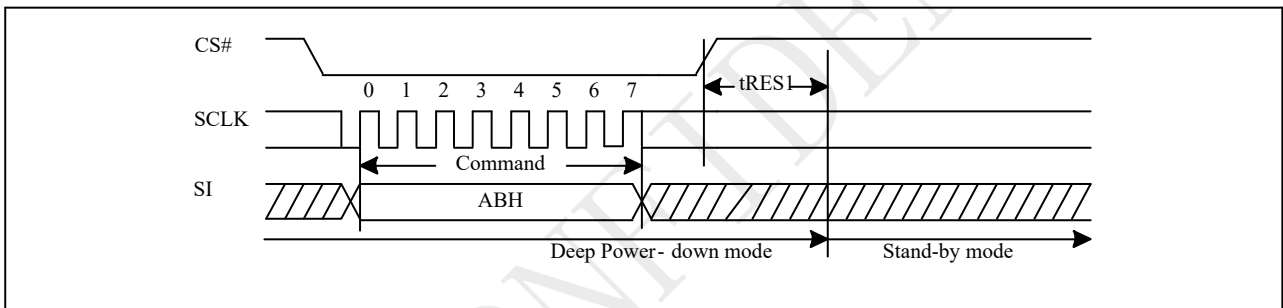 CS#
tRES1
0 1 2 3 4 5 6 7
SCLK
Command
SI
ABH
Deep Power- down mode Stand-by mode